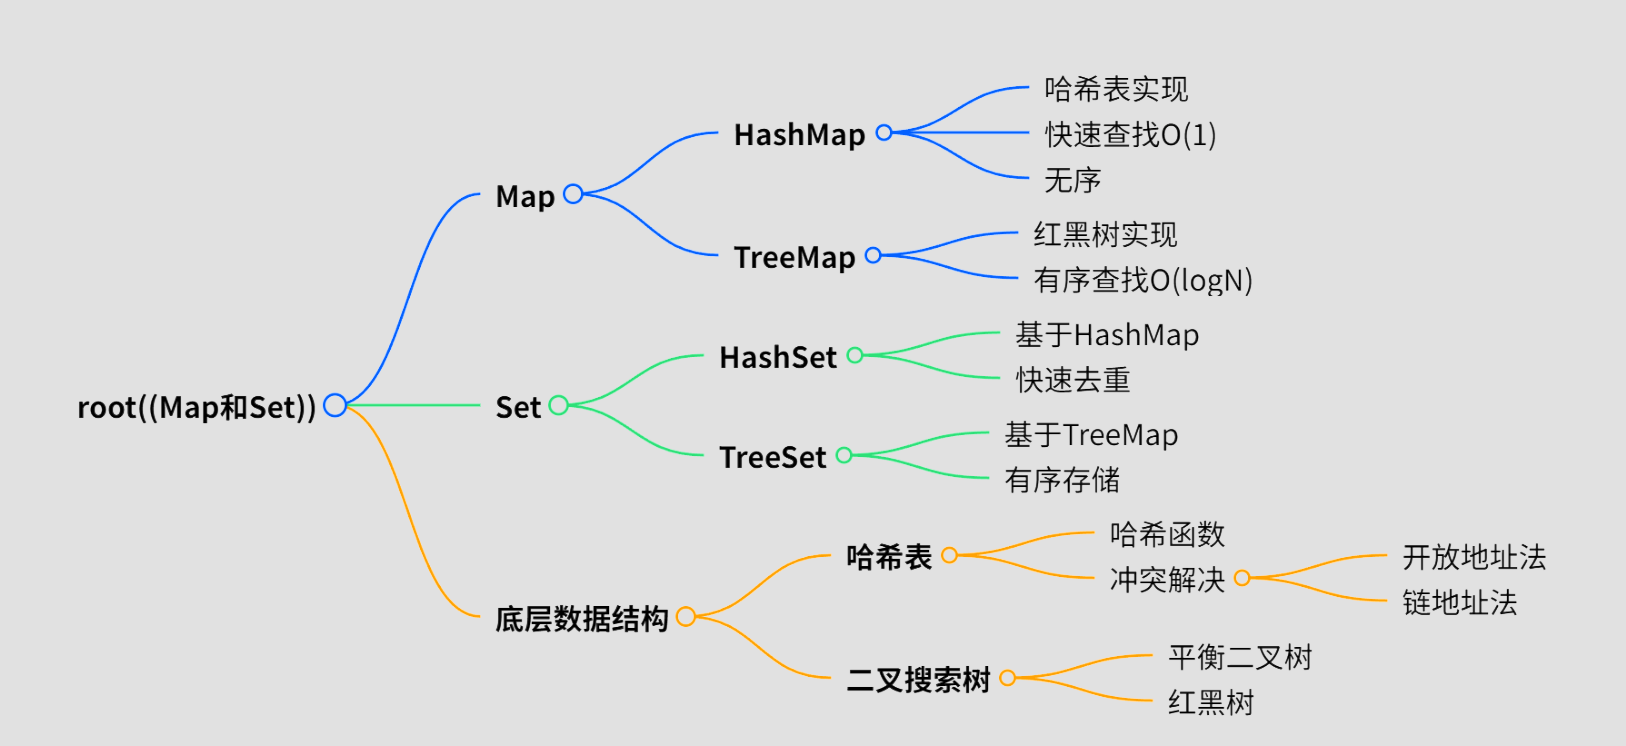 root((Map和Set))
Map
HashMap
哈希表实现
快速查找O(1)
无序
TreeMap
红黑树实现
有序查找O(logN)
Set
HashSet
基于HashMap
快速去重
TreeSet
基于TreeMap
有序存储
底层数据结构
哈希表
哈希函数
冲突解决
开放地址法
链地址法
二叉搜索树
平衡二叉树
红黑树